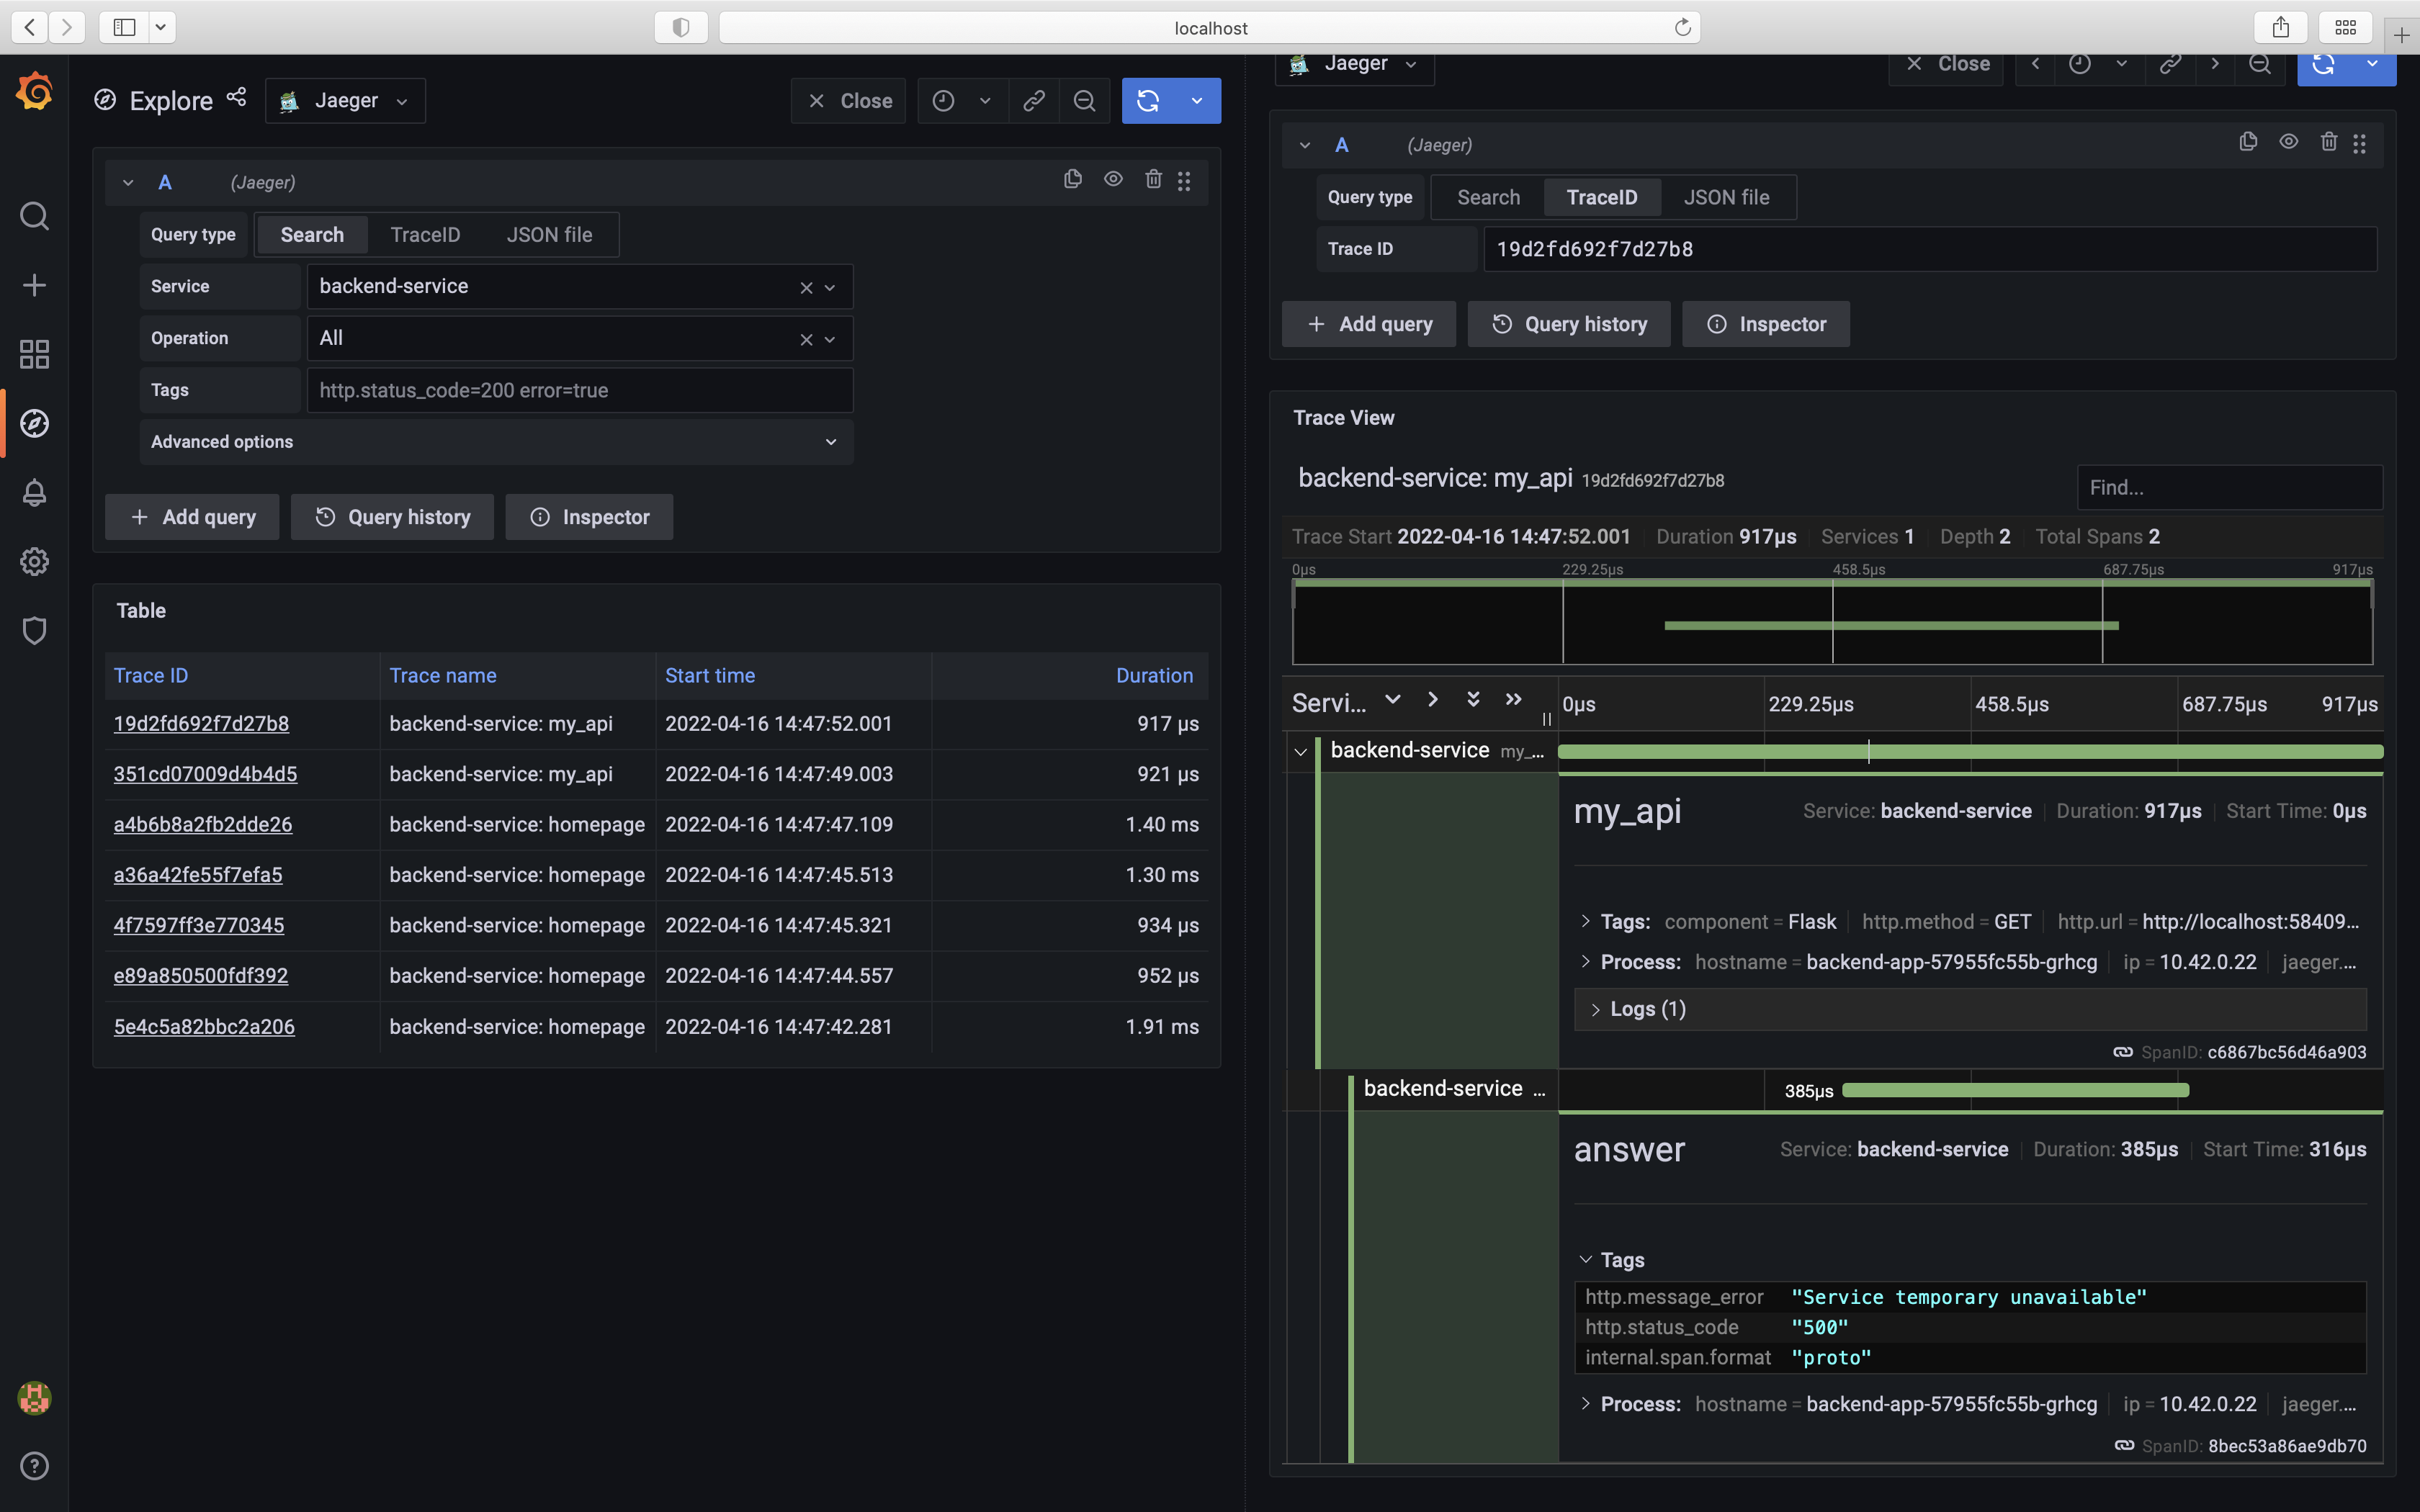 localhost
Explore
Jaeger
Close
A
(Jaeger)
Query type
Search
TraceID
JSON file
Service
backend-service
Operation
All
Tags
http.status_code=200 error=true
Advanced options
Add query
Query history
Inspector
Table
Trace ID Trace name Start time Duration
19d2fd692f7d27b8 backend-service: my_api 2022-04-16 14:47:52.001 917 µs
351cd07009d4b4d5 backend-service: my_api 2022-04-16 14:47:49.003 921 µs
a4b6b8a2fb2dde26 backend-service: homepage 2022-04-16 14:47:47.109 1.40 ms
a36a42fe55f7efa5 backend-service: homepage 2022-04-16 14:47:45.513 1.30 ms
4f7597ff3e770345 backend-service: homepage 2022-04-16 14:47:45.321 934 µs
e89a850500fdf392 backend-service: homepage 2022-04-16 14:47:44.557 952 µs
5e4c5a82bbc2a206 backend-service: homepage 2022-04-16 14:47:42.281 1.91 ms
Jaeger
Close
A
(Jaeger)
Query type
Search
TraceID
JSON file
Trace ID
19d2fd692f7d27b8
Add query
Query history
Inspector
Trace View
backend-service: my_api 19d2fd692f7d27b8
Find...
Trace Start 2022-04-16 14:47:52.001 Duration 917µs Services 1 Depth 2 Total Spans 2
0µs 229.25µs 458.5µs 687.75µs 917µs
Servi... 0µs 229.25µs 458.5µs 687.75µs 917µs
backend-service my_...
my_api Service: backend-service Duration: 917µs Start Time: 0µs
Tags: component = Flask http.method = GET http.url = http://localhost:58409...
Process: hostname = backend-app-57955fc55b-grhcg ip = 10.42.0.22 jaeger....
Logs (1)
SpanID: c6867bc56d46a903
backend-service ... 385µs
answer Service: backend-service Duration: 385µs Start Time: 316µs
Tags
http.message_error "Service temporary unavailable"
http.status_code "500"
internal.span.format "proto"
Process: hostname = backend-app-57955fc55b-grhcg ip = 10.42.0.22 jaeger....
SpanID: 8bec53a86ae9db70